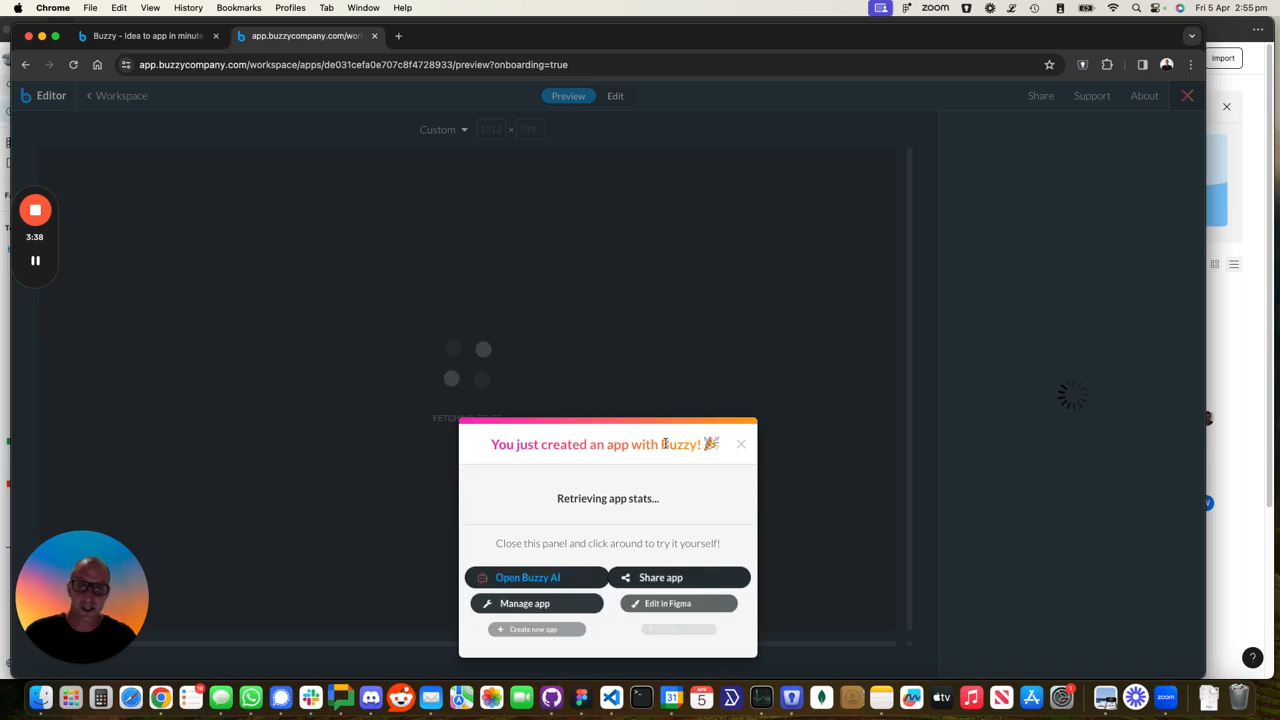 Chrome File Edit View History Bookmarks Profiles Tab Window Help
zoom
Fri 5 Apr 2:55 pm
Buzzy - Idea to app in minute
app.buzzycompany.com/wor
app.buzzycompany.com/workspace/apps/de031cefa0e707c8f4728933/preview?onboarding=true
Import
Editor
Workspace
Preview
Edit
Share
Support
About
Custom
1312 × 749
3:38
You just created an app with Buzzy!
Retrieving app stats...
Close this panel and click around to try it yourself!
Open Buzzy AI
Share app
Manage app
Edit in Figma
Create new app